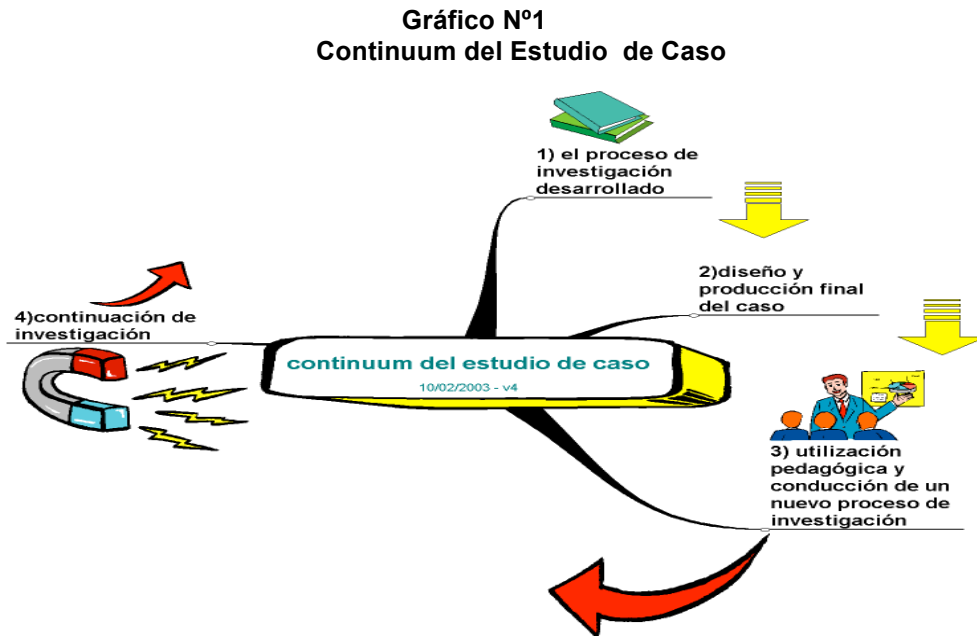 Gráfico Nº1
Continuum del Estudio de Caso
1) el proceso de
investigación
desarrollado
2)diseño y
producción final
del caso
4)continuación de
investigación
continuum del estudio de caso
10/02/2003 - v4
3) utilización
pedagógica y
conducción de un
nuevo proceso de
investigación